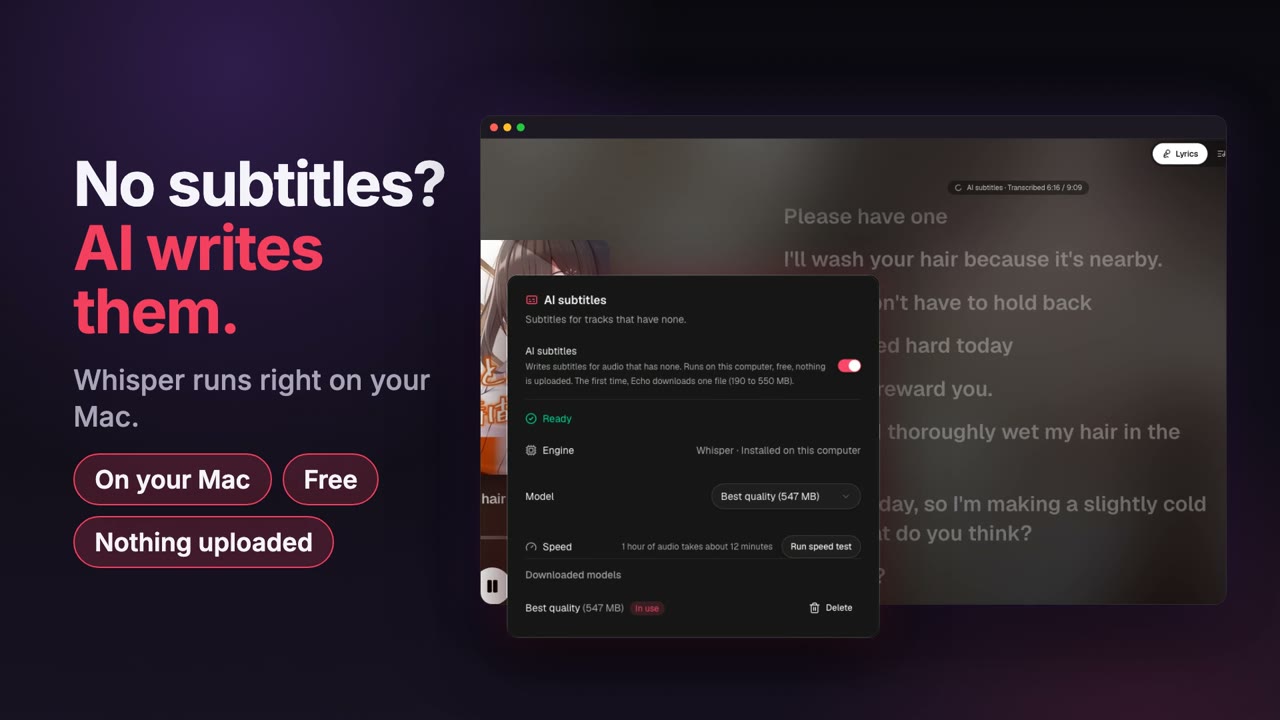 No subtitles?
AI writes
them.
Whisper runs right on your
Mac.
On your Mac
Free
Nothing uploaded
Lyrics
AI subtitles · Transcribed 6:16 / 9:09
Please have one
I'll wash your hair because it's nearby.
n't have to hold back
ed hard today
reward you.
thoroughly wet my hair in the
day, so I'm making a slightly cold
t do you think?
?
hair
AI subtitles
Subtitles for tracks that have none.
AI subtitles
Writes subtitles for audio that has none. Runs on this computer, free, nothing
is uploaded. The first time, Echo downloads one file (190 to 550 MB).
Ready
Engine
Whisper · Installed on this computer
Model
Best quality (547 MB)
Speed
1 hour of audio takes about 12 minutes
Run speed test
Downloaded models
Best quality (547 MB)
In use
Delete